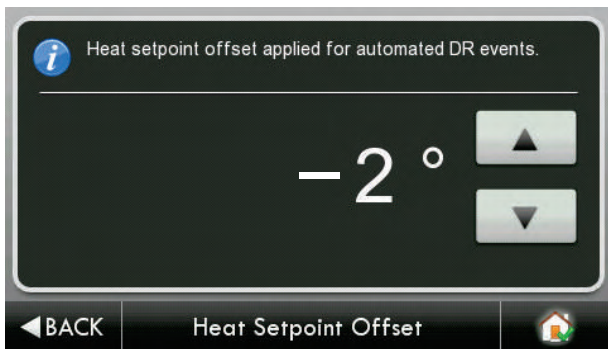 Heat setpoint offset applied for automated DR events.
−2 °
◀BACK
Heat Setpoint Offset